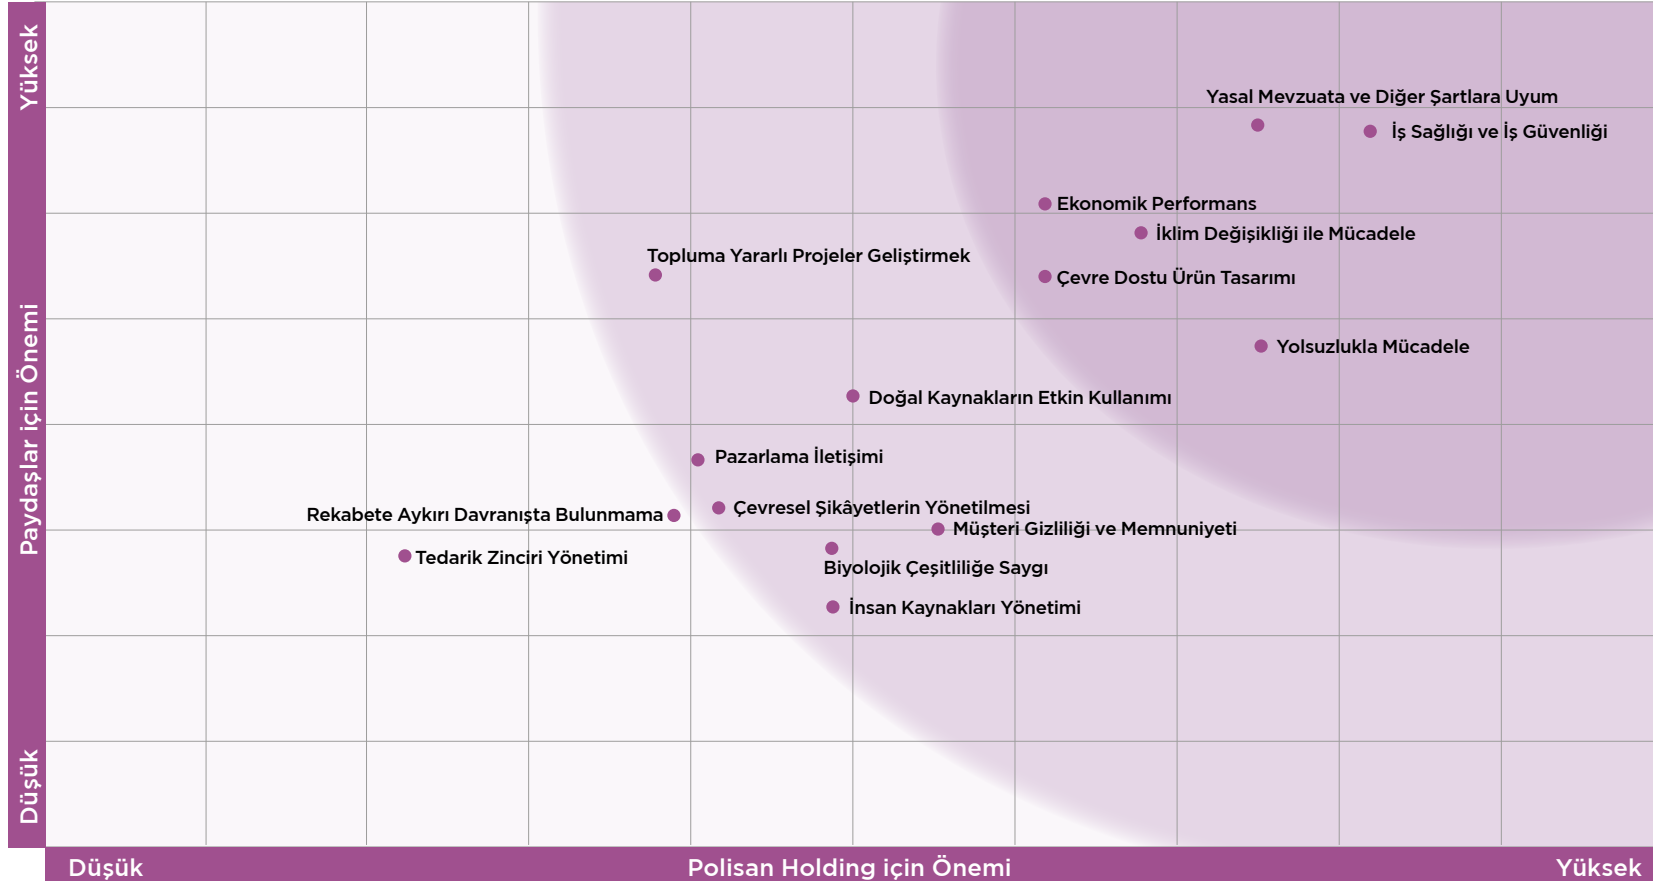 Yüksek
Paydaşlar için Önemi
Düşük
Yasal Mevzuata ve Diğer Şartlara Uyum
İş Sağlığı ve İş Güvenliği
Ekonomik Performans
İklim Değişikliği ile Mücadele
Topluma Yararlı Projeler Geliştirmek
Çevre Dostu Ürün Tasarımı
Yolsuzlukla Mücadele
Doğal Kaynakların Etkin Kullanımı
Pazarlama İletişimi
Çevresel Şikâyetlerin Yönetilmesi
Rekabete Aykırı Davranışta Bulunmama
Müşteri Gizliliği ve Memnuniyeti
Tedarik Zinciri Yönetimi
Biyolojik Çeşitliliğe Saygı
İnsan Kaynakları Yönetimi
Düşük
Polisan Holding için Önemi
Yüksek